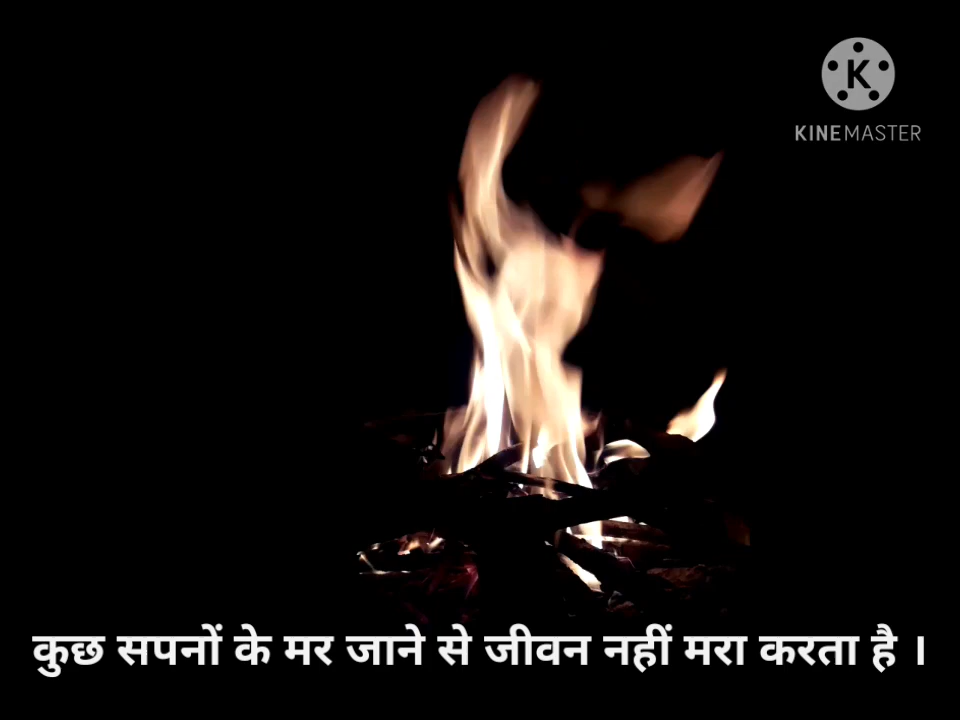 K
KINEMASTER
कुछ सपनों के मर जाने से जीवन नहीं मरा करता है ।